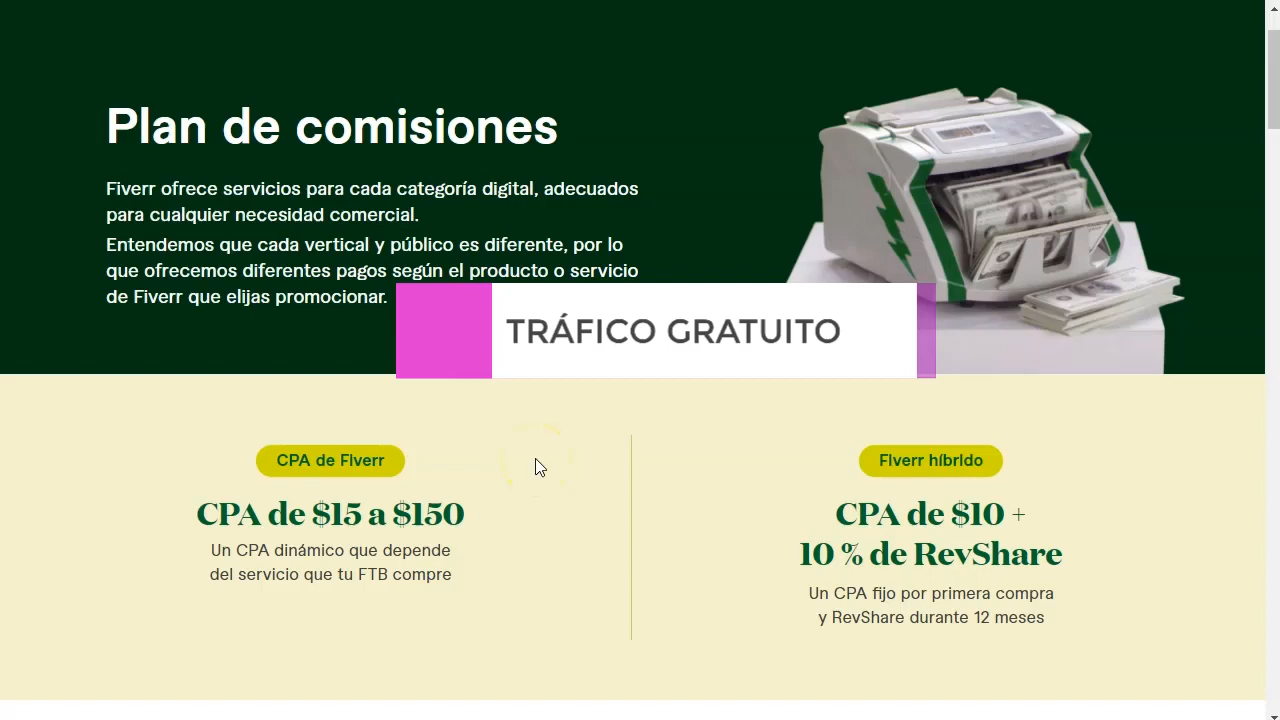 Plan de comisiones
Fiverr ofrece servicios para cada categoría digital, adecuados
para cualquier necesidad comercial.
Entendemos que cada vertical y público es diferente, por lo
que ofrecemos diferentes pagos según el producto o servicio
de Fiverr que elijas promocionar.
TRÁFICO GRATUITO
CPA de Fiverr
CPA de $15 a $150
Un CPA dinámico que depende
del servicio que tu FTB compre
Fiverr híbrido
CPA de $10 +
10 % de RevShare
Un CPA fijo por primera compra
y RevShare durante 12 meses